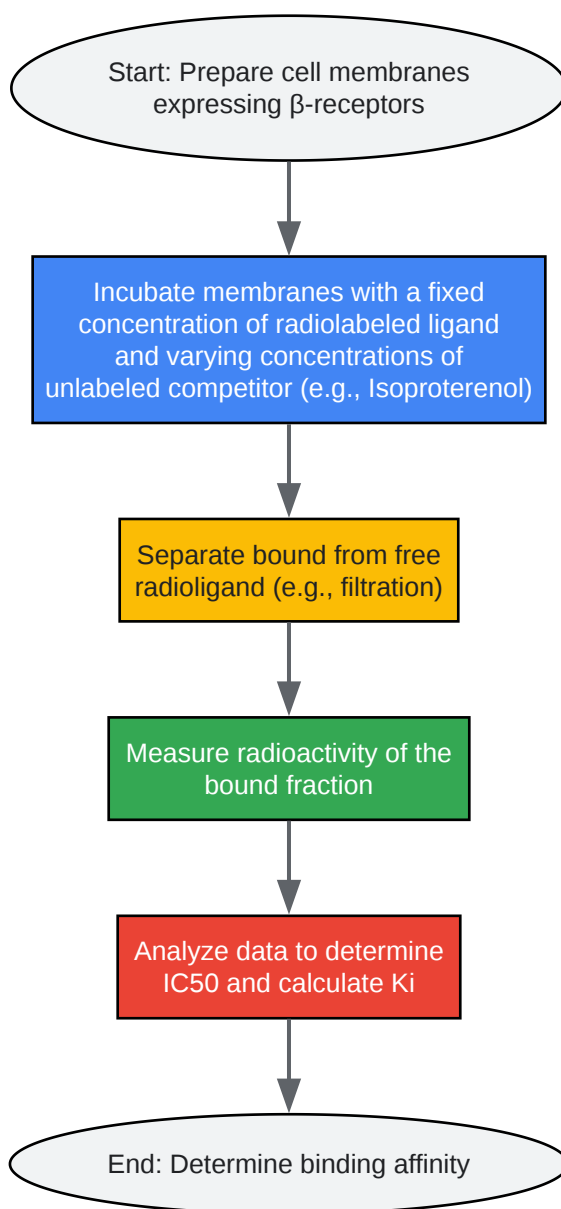 Start: Prepare cell membranes
expressing β-receptors
Incubate membranes with a fixed
concentration of radiolabeled ligand
and varying concentrations of
unlabeled competitor (e.g., Isoproterenol)
Separate bound from free
radioligand (e.g., filtration)
Measure radioactivity of the
bound fraction
Analyze data to determine
IC50 and calculate Ki
End: Determine binding affinity